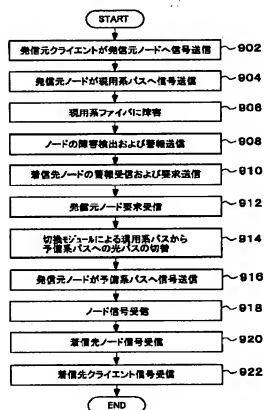 START
発信元クライアントが発信元ノードへ信号送信
902
発信元ノードが現用系パスへ信号送信
904
現用系ファイバに障害
906
ノードの障害検出および警報送信
908
着信先ノードの警報受信および要求送信
910
発信元ノード要求受信
912
切換モジュールによる現用系パスから
予備系パスへの光パスの切替
914
発信元ノードが予備系パスへ信号送信
916
ノード信号受信
918
着信先ノード信号受信
920
着信先クライアント信号受信
922
END